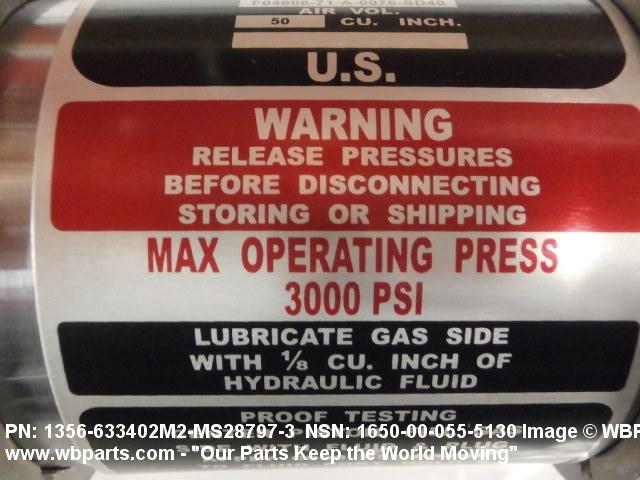 AIR VOL.
50 CU. INCH.
U.S.
WARNING
RELEASE PRESSURES
BEFORE DISCONNECTING
STORING OR SHIPPING
MAX OPERATING PRESS
3000 PSI
LUBRICATE GAS SIDE
WITH ⅛ CU. INCH OF
HYDRAULIC FLUID
PROOF TESTING
PN: 1356-633402M2-MS28797-3 NSN: 1650-00-055-5130 Image © WBP
www.wbparts.com - "Our Parts Keep the World Moving"
TO FLUID